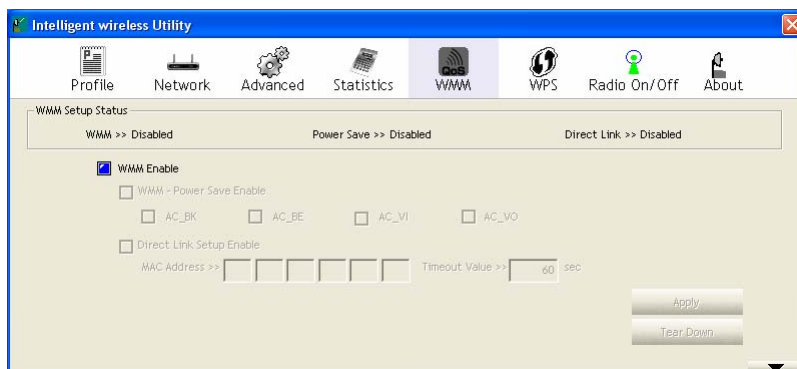 Intelligent wireless Utility
Profile Network Advanced Statistics WMM WPS Radio On/Off About
QoS
WMM Setup Status
WMM >> Disabled Power Save >> Disabled Direct Link >> Disabled
WMM Enable
WMM - Power Save Enable
AC_BK AC_BE AC_VI AC_VO
Direct Link Setup Enable
MAC Address >> Timeout Value >> 60 sec
Apply
Tear Down